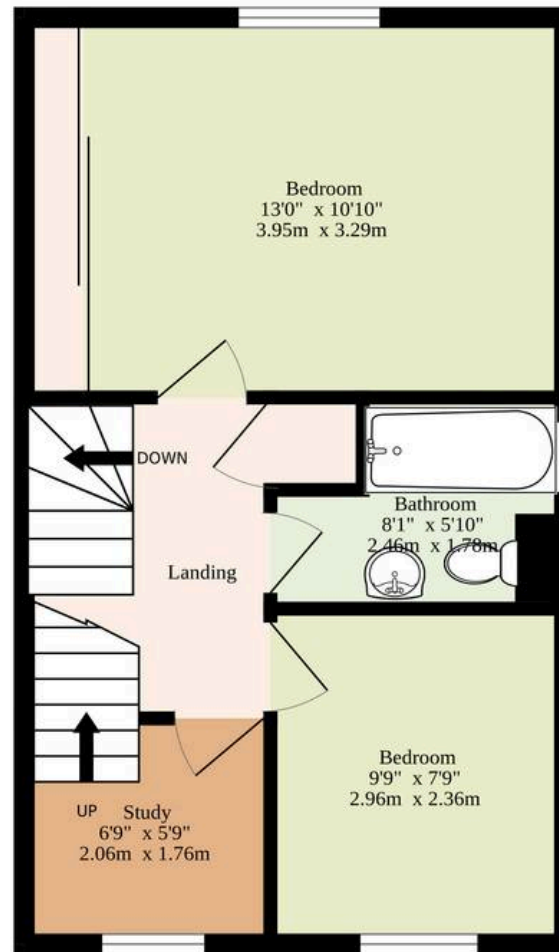 Bedroom
13'0" x 10'10"
3.95m x 3.29m
DOWN
Bathroom
8'1" x 5'10"
2.46m x 1.78m
Landing
Bedroom
9'9" x 7'9"
2.96m x 2.36m
UP
Study
6'9" x 5'9"
2.06m x 1.76m